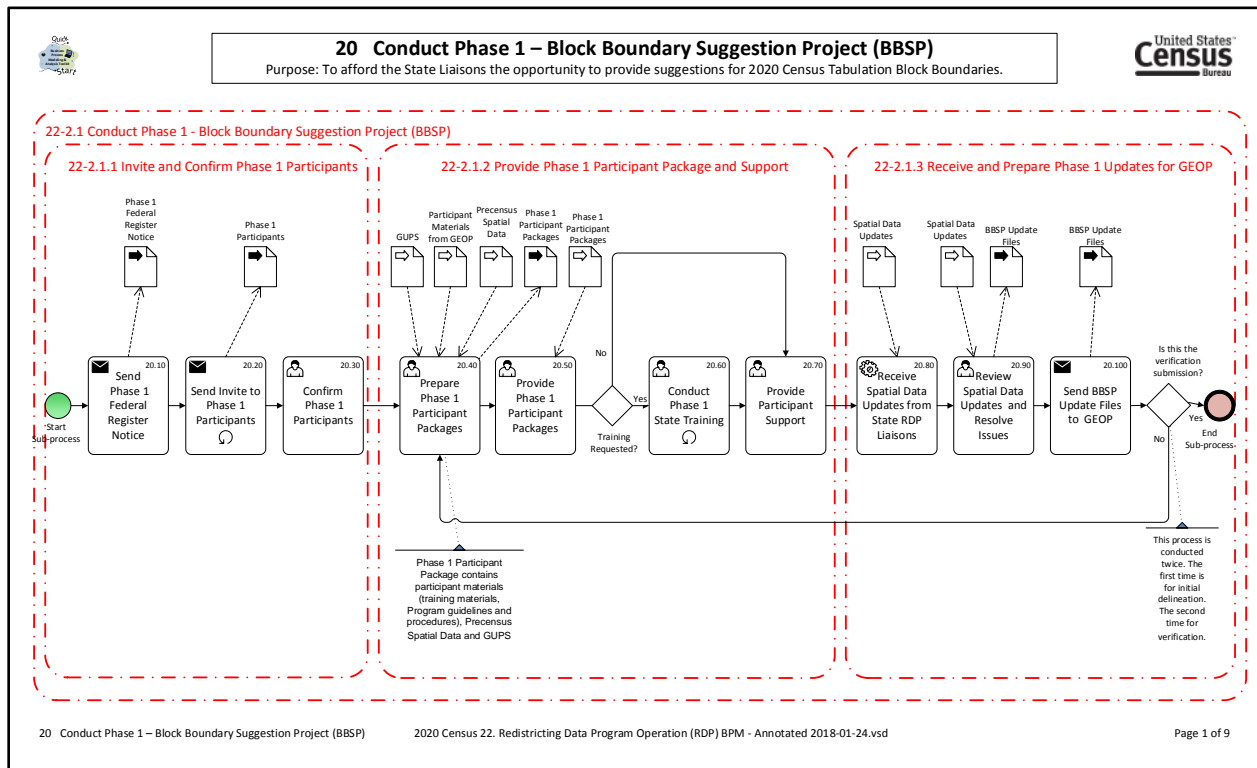 Quick
Business
Process
Modeling &
Analysis Toolkit
Start
20 Conduct Phase 1 – Block Boundary Suggestion Project (BBSP)
Purpose: To afford the State Liaisons the opportunity to provide suggestions for 2020 Census Tabulation Block Boundaries.
United States™
Census
Bureau
22-2.1 Conduct Phase 1 - Block Boundary Suggestion Project (BBSP)
22-2.1.1 Invite and Confirm Phase 1 Participants
22-2.1.2 Provide Phase 1 Participant Package and Support
22-2.1.3 Receive and Prepare Phase 1 Updates for GEOP
Phase 1
Federal
Register
Notice
Phase 1
Participants
GUPS
Participant
Materials
from GEOP
Precensus
Spatial
Data
Phase 1
Participant
Packages
Phase 1
Participant
Packages
Spatial Data
Updates
Spatial Data
Updates
BBSP Update
Files
BBSP Update
Files
Start
Sub-process
20.10
Send
Phase 1
Federal
Register
Notice
20.20
Send Invite to
Phase 1
Participants
20.30
Confirm
Phase 1
Participants
20.40
Prepare
Phase 1
Participant
Packages
20.50
Provide
Phase 1
Participant
Packages
No
Yes
Training
Requested?
20.60
Conduct
Phase 1
State Training
20.70
Provide
Participant
Support
20.80
Receive
Spatial Data
Updates from
State RDP
Liaisons
20.90
Review
Spatial Data
Updates and
Resolve
Issues
20.100
Send BBSP
Update Files
to GEOP
Is this the
verification
submission?
Yes
No
End
Sub-process
Phase 1 Participant
Package contains
participant materials
(training materials,
Program guidelines and
procedures), Precensus
Spatial Data and GUPS
This process is
conducted
twice. The
first time is
for initial
delineation.
The second
time for
verification.
20 Conduct Phase 1 – Block Boundary Suggestion Project (BBSP)
2020 Census 22. Redistricting Data Program Operation (RDP) BPM - Annotated 2018-01-24.vsd
Page 1 of 9